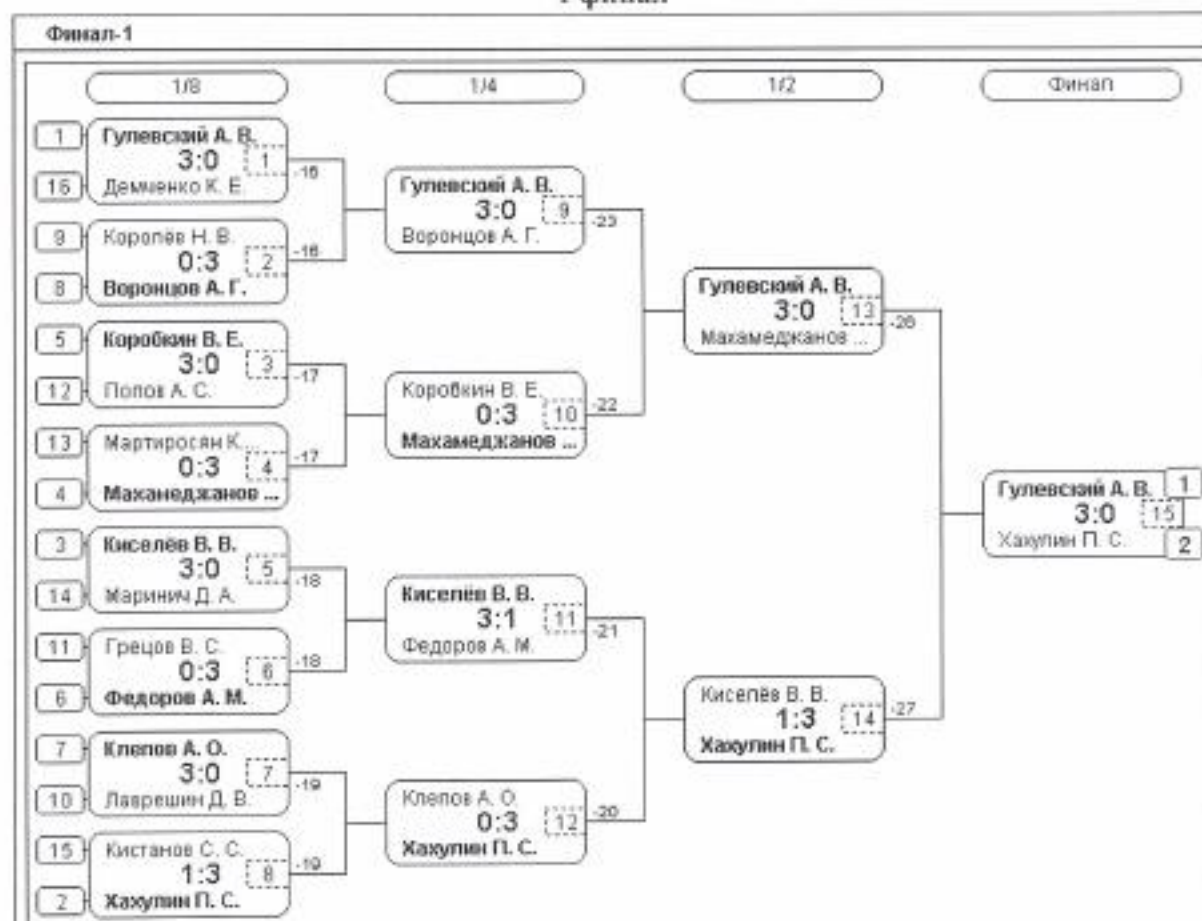 Финал-1
1/8
1/4
1/2
Финал
1
Гулевский А. В.
3:0
1
-16
16
Демченко К. Е.
9
Королёв Н. В.
0:3
2
-16
8
Воронцов А. Г.
5
Коробкин В. Е.
3:0
3
-17
12
Попов А. С.
13
Мартиросян К...
0:3
4
-17
4
Махамеджанов ...
3
Киселёв В. В.
3:0
5
-18
14
Маринич Д. А.
11
Грецов В. С.
0:3
6
-18
6
Федоров А. М.
7
Клепов А. О.
3:0
7
-19
10
Лаврешин Д. В.
15
Кистанов С. С.
1:3
8
-19
2
Хахулин П. С.
Гулевский А. В.
3:0
9
-23
Воронцов А. Г.
Коробкин В. Е.
0:3
10
-22
Махамеджанов ...
Киселёв В. В.
3:1
11
-21
Федоров А. М.
Клепов А. О.
0:3
12
-20
Хахулин П. С.
Гулевский А. В.
3:0
13
-26
Махамеджанов ...
Киселёв В. В.
1:3
14
-27
Хахулин П. С.
Гулевский А. В.
1
3:0
15
Хахулин П. С.
2